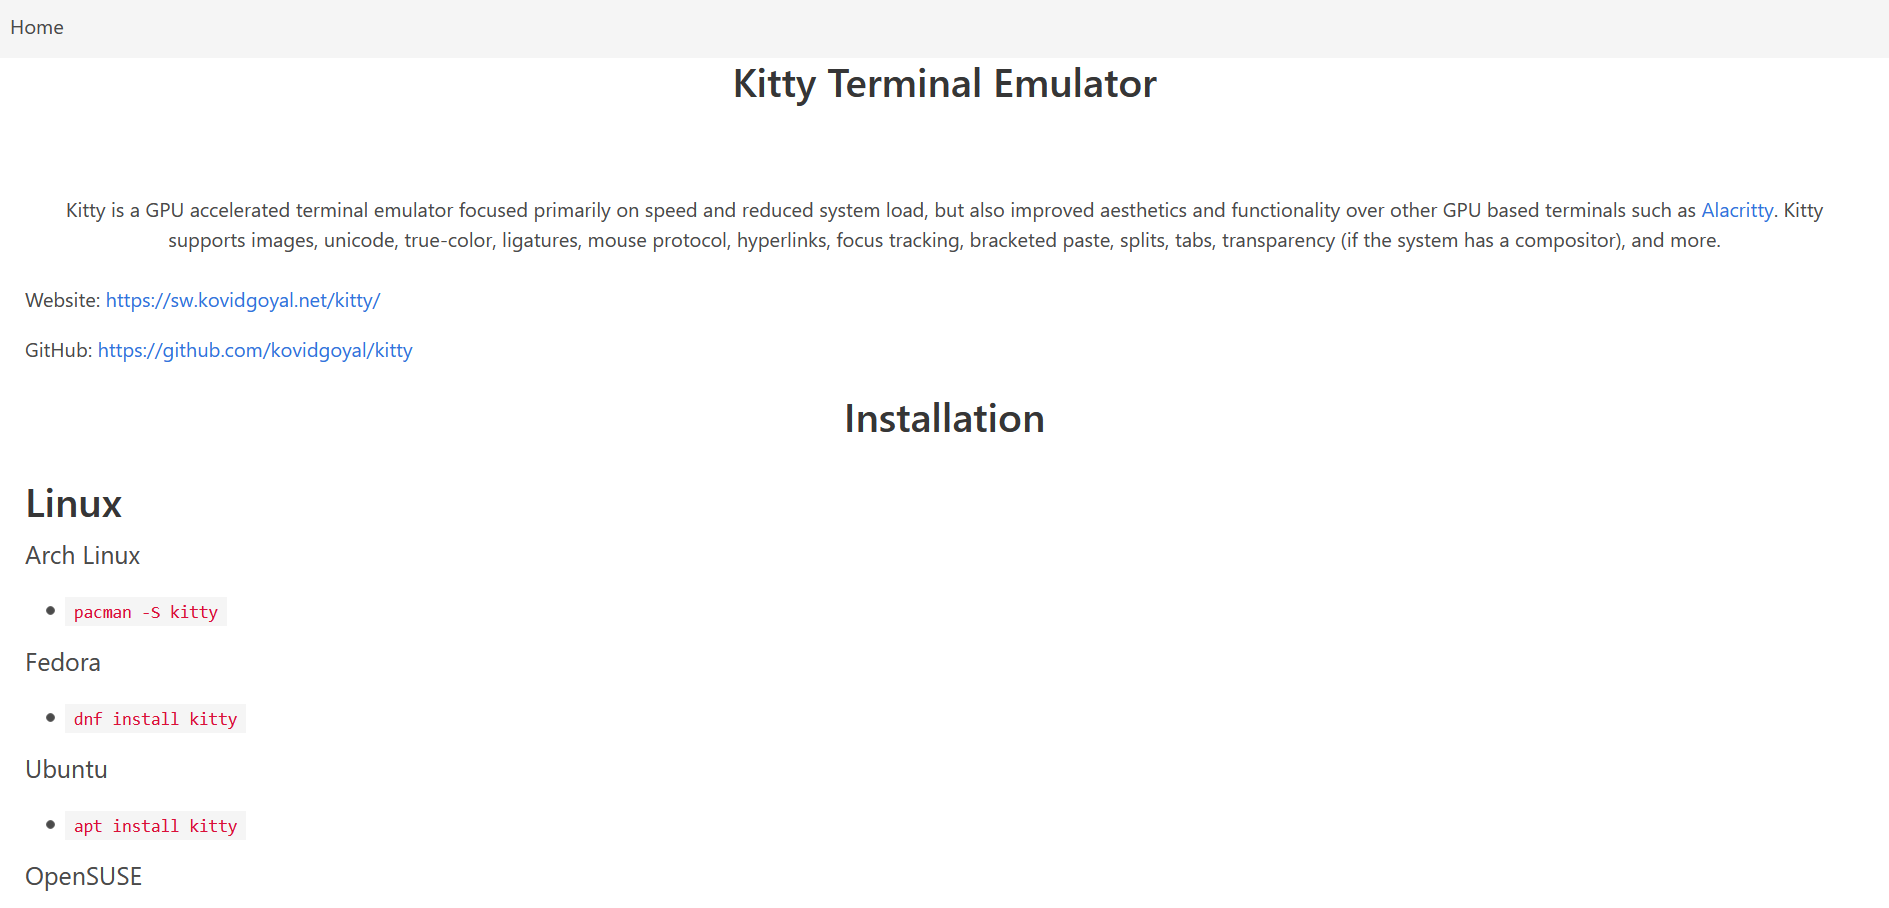 Home
Kitty Terminal Emulator
Kitty is a GPU accelerated terminal emulator focused primarily on speed and reduced system load, but also improved aesthetics and functionality over other GPU based terminals such as Alacritty. Kitty
supports images, unicode, true-color, ligatures, mouse protocol, hyperlinks, focus tracking, bracketed paste, splits, tabs, transparency (if the system has a compositor), and more.
Website: https://sw.kovidgoyal.net/kitty/
GitHub: https://github.com/kovidgoyal/kitty
Installation
Linux
Arch Linux
pacman -S kitty
Fedora
dnf install kitty
Ubuntu
apt install kitty
OpenSUSE